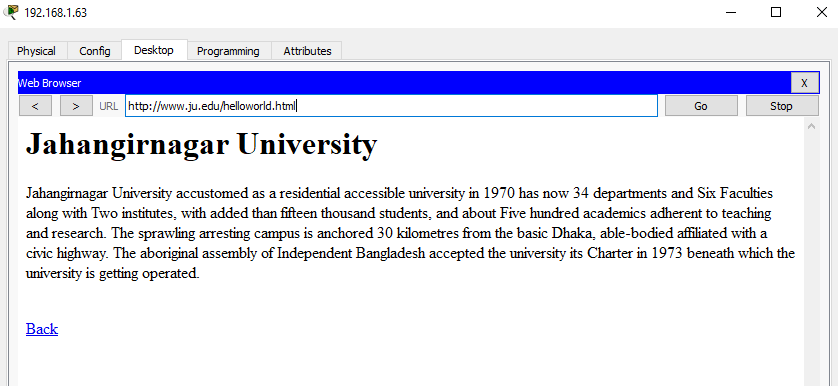 192.168.1.63
Physical Config Desktop Programming Attributes
Web Browser X
< > URL http://www.ju.edu/helloworld.html Go Stop
Jahangirnagar University
Jahangirnagar University accustomed as a residential accessible university in 1970 has now 34 departments and Six Faculties
along with Two institutes, with added than fifteen thousand students, and about Five hundred academics adherent to teaching
and research. The sprawling arresting campus is anchored 30 kilometres from the basic Dhaka, able-bodied affiliated with a
civic highway. The aboriginal assembly of Independent Bangladesh accepted the university its Charter in 1973 beneath which the
university is getting operated.
Back